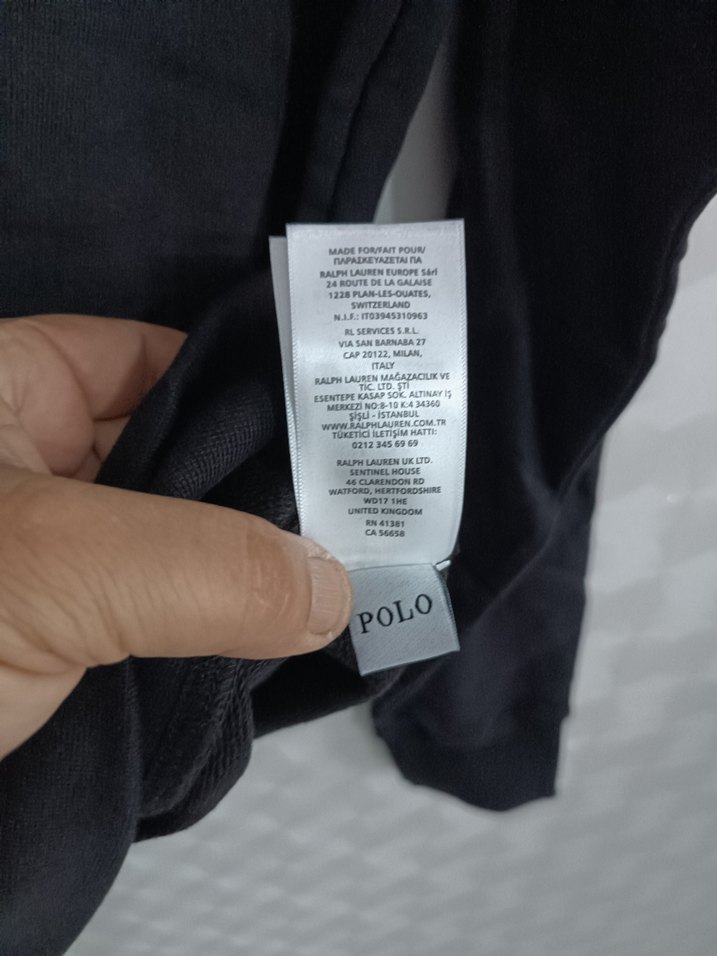 MADE FOR/FAIT POUR/
ΠΑΡΑΣΚΕΥΑΖΕΤΑΙ ΓΙΑ
RALPH LAUREN EUROPE Sárl
24 ROUTE DE LA GALAISE
1228 PLAN-LES-OUATES,
SWITZERLAND
N.I.F.: IT03945310963
RL SERVICES S.R.L.
VIA SAN BARNABA 27
CAP 20122, MILAN,
ITALY
RALPH LAUREN MAĞAZACILIK VE
TİC. LTD. ŞTİ
ESENTEPE KASAP SOK. ALTINAY İŞ
MERKEZİ NO:8-10 K:4 34360
ŞİŞLİ - İSTANBUL
WWW.RALPHLAUREN.COM.TR
TÜKETİCİ İLETİŞİM HATTI:
0212 345 69 69
RALPH LAUREN UK LTD.
SENTINEL HOUSE
46 CLARENDON RD
WATFORD, HERTFORDSHIRE
WD17 1HE
UNITED KINGDOM
RN 41381
CA 56658
POLO